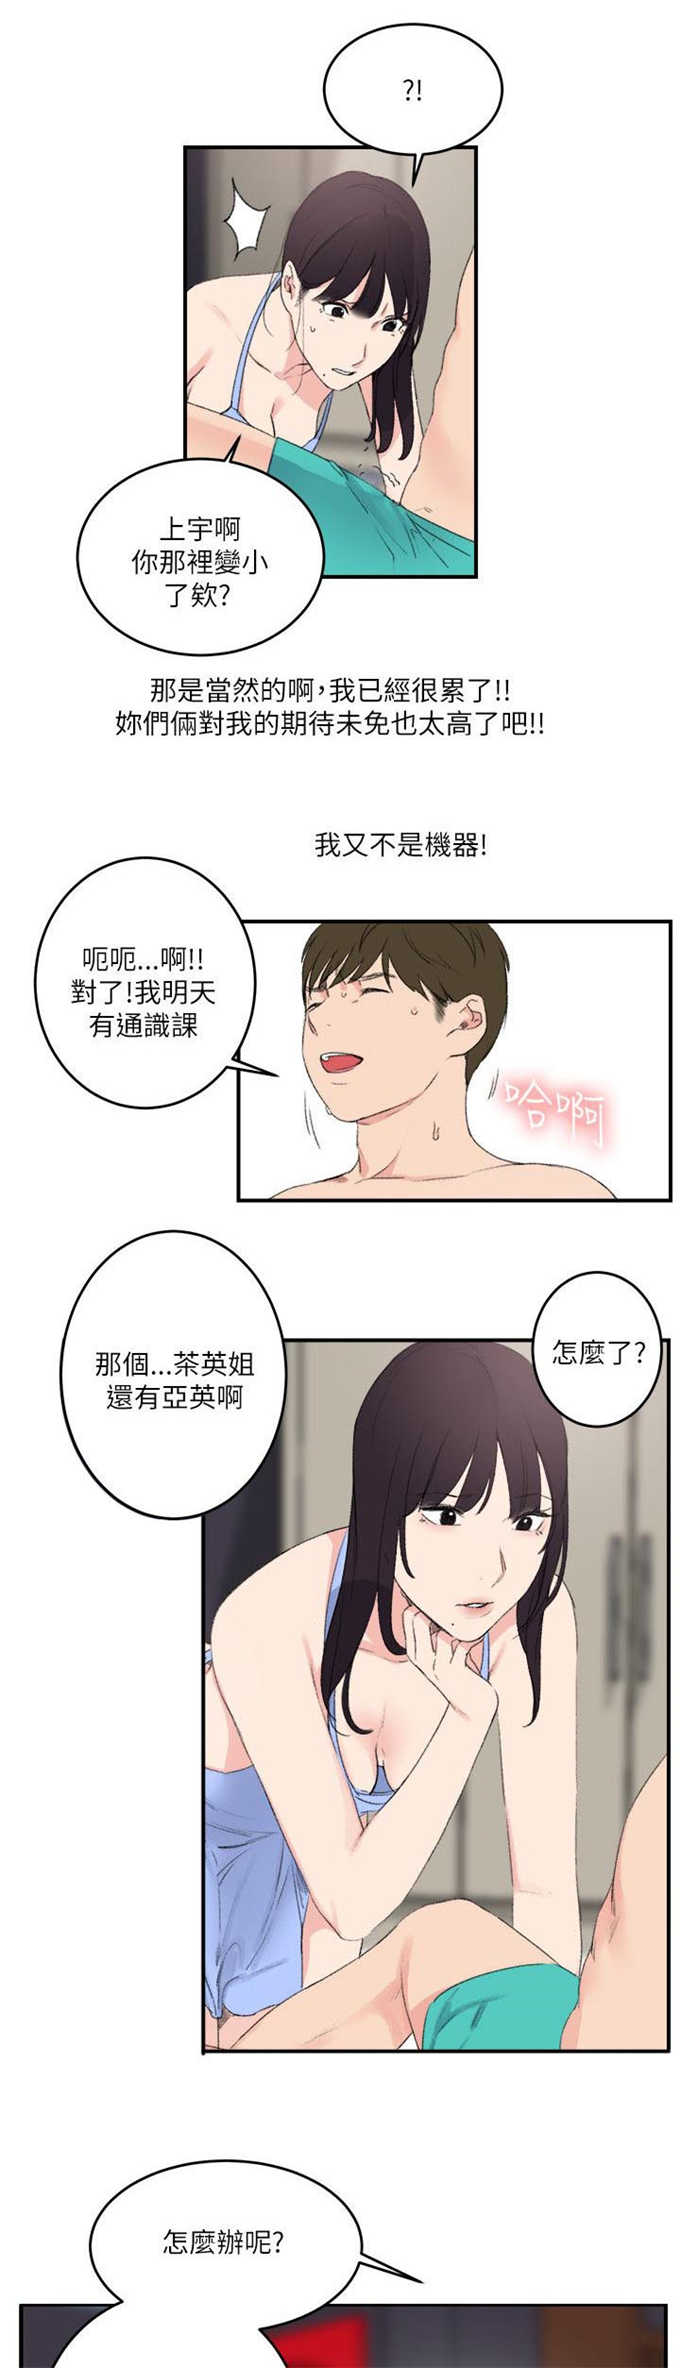 ?!
上宇啊
你那裡變小
了欸?
那是當然的啊,我已經很累了!!
妳們倆對我的期待未免也太高了吧!!
我又不是機器!
呃呃...啊!!
對了!我明天
有通識課
哈啊
那個...茶英姐
還有亞英啊
怎麼了?
怎麼辦呢?